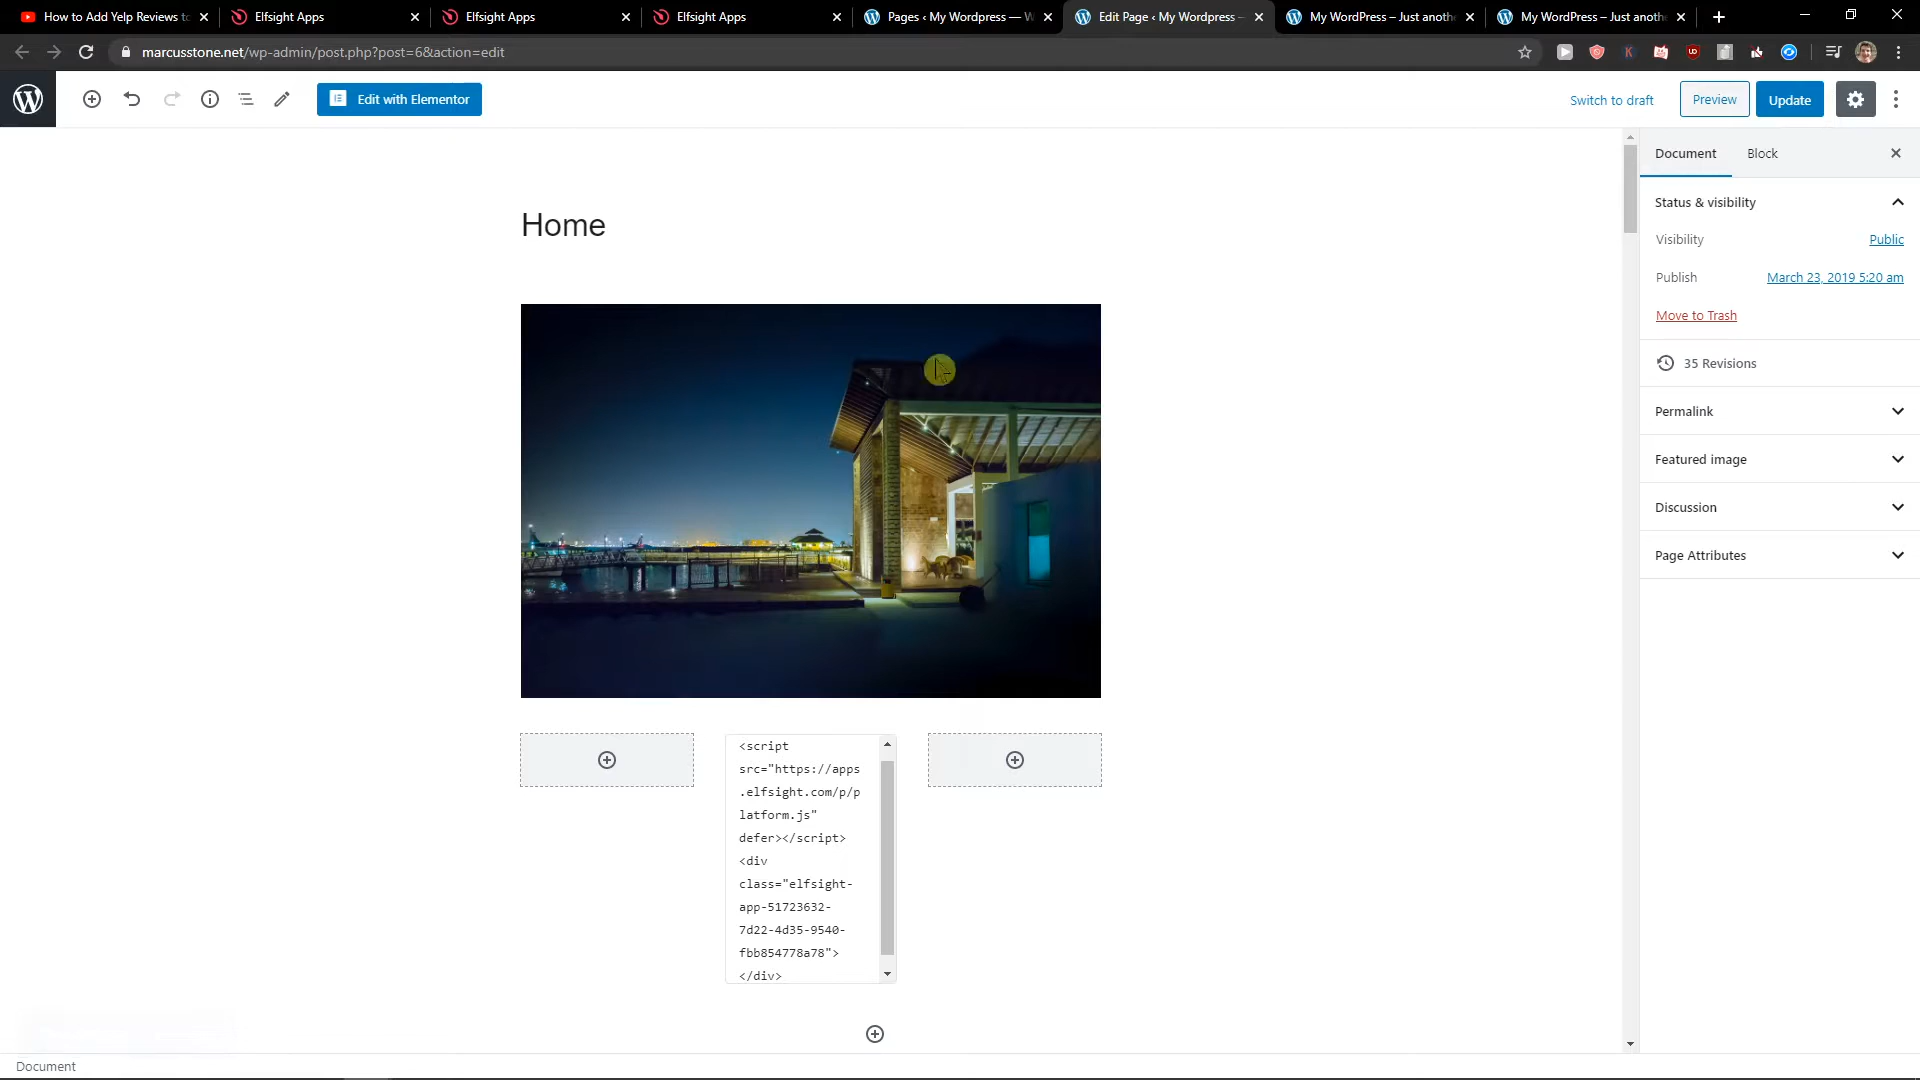 How to Add Yelp Reviews to
Elfsight Apps
Elfsight Apps
Elfsight Apps
Pages ‹ My Wordpress — W
Edit Page ‹ My Wordpress –
My WordPress – Just anoth
My WordPress – Just anoth
marcusstone.net/wp-admin/post.php?post=6&action=edit
Edit with Elementor
Switch to draft
Preview
Update
Document
Block
Status & visibility
Visibility
Public
Publish
March 23, 2019 5:20 am
Move to Trash
35 Revisions
Permalink
Featured image
Discussion
Page Attributes
Home
<script
src="https://apps
.elfsight.com/p/p
latform.js"
defer></script>
<div
class="elfsight-
app-51723632-
7d22-4d35-9540-
fbb854778a78">
</div>
Document